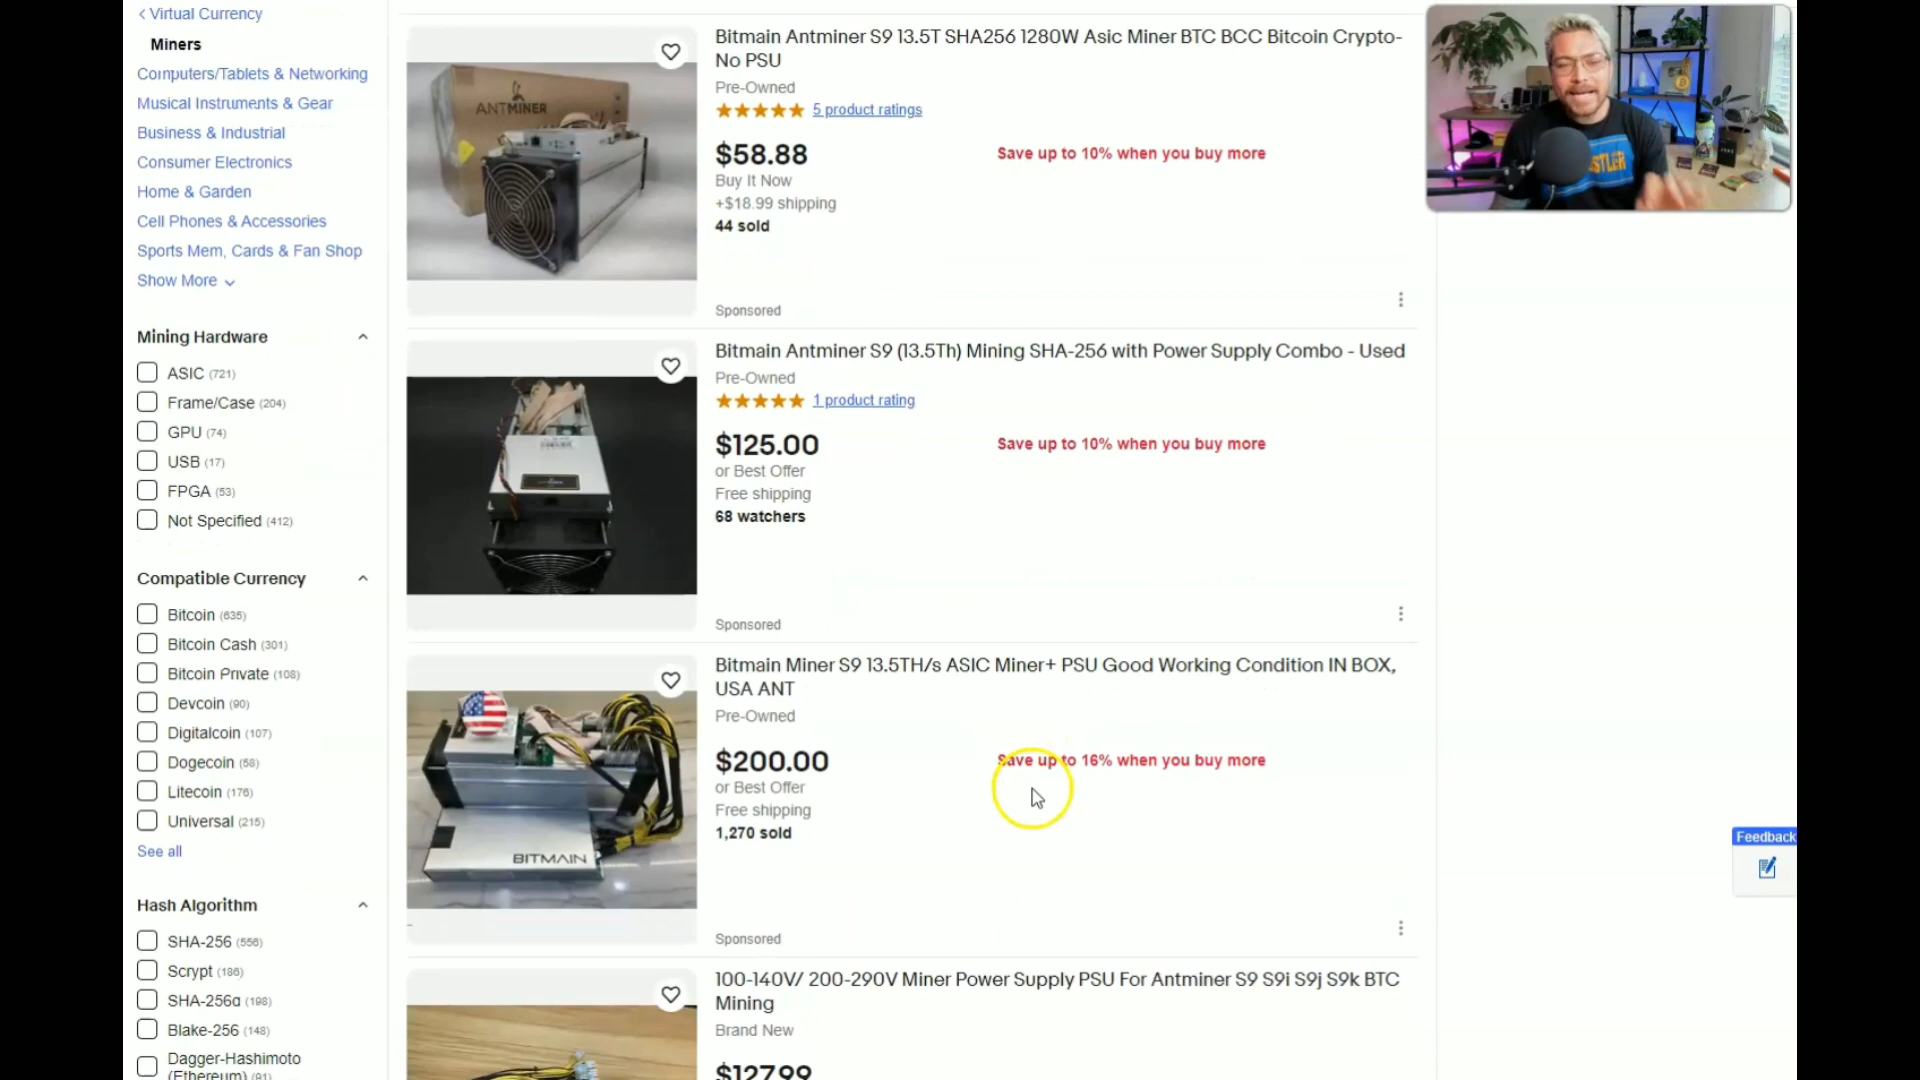 Virtual Currency
Miners
Computers/Tablets & Networking
Musical Instruments & Gear
Business & Industrial
Consumer Electronics
Home & Garden
Cell Phones & Accessories
Sports Mem, Cards & Fan Shop
Show More
Mining Hardware
ASIC (721)
Frame/Case (204)
GPU (74)
USB (17)
FPGA (53)
Not Specified (412)
Compatible Currency
Bitcoin (635)
Bitcoin Cash (301)
Bitcoin Private (108)
Devcoin (90)
Digitalcoin (107)
Dogecoin (58)
Litecoin (176)
Universal (215)
See all
Hash Algorithm
SHA-256 (556)
Scrypt (186)
SHA-256d (198)
Blake-256 (148)
Dagger-Hashimoto
(Ethereum) (91)
ANTMINER
Bitmain Antminer S9 13.5T SHA256 1280W Asic Miner BTC BCC Bitcoin Crypto-
No PSU
Pre-Owned
5 product ratings
$58.88
Save up to 10% when you buy more
Buy It Now
+$18.99 shipping
44 sold
Sponsored
Bitmain Antminer S9 (13.5Th) Mining SHA-256 with Power Supply Combo - Used
Pre-Owned
1 product rating
$125.00
Save up to 10% when you buy more
or Best Offer
Free shipping
68 watchers
Sponsored
BITMAIN
Bitmain Miner S9 13.5TH/s ASIC Miner+ PSU Good Working Condition IN BOX,
USA ANT
Pre-Owned
$200.00
Save up to 16% when you buy more
or Best Offer
Free shipping
1,270 sold
Sponsored
100-140V/ 200-290V Miner Power Supply PSU For Antminer S9 S9i S9j S9k BTC
Mining
Brand New
$127.99
Feedback